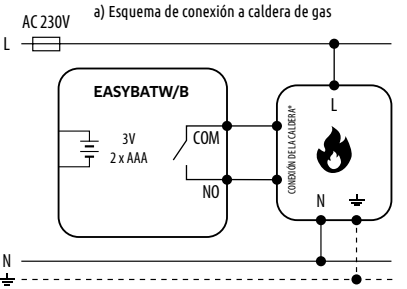 a) Esquema de conexión a caldera de gas
AC 230V
L
EASYBATW/B
3V
2 x AAA
COM
NO
CONEXIÓN DE LA CALDERA*
L
N
N